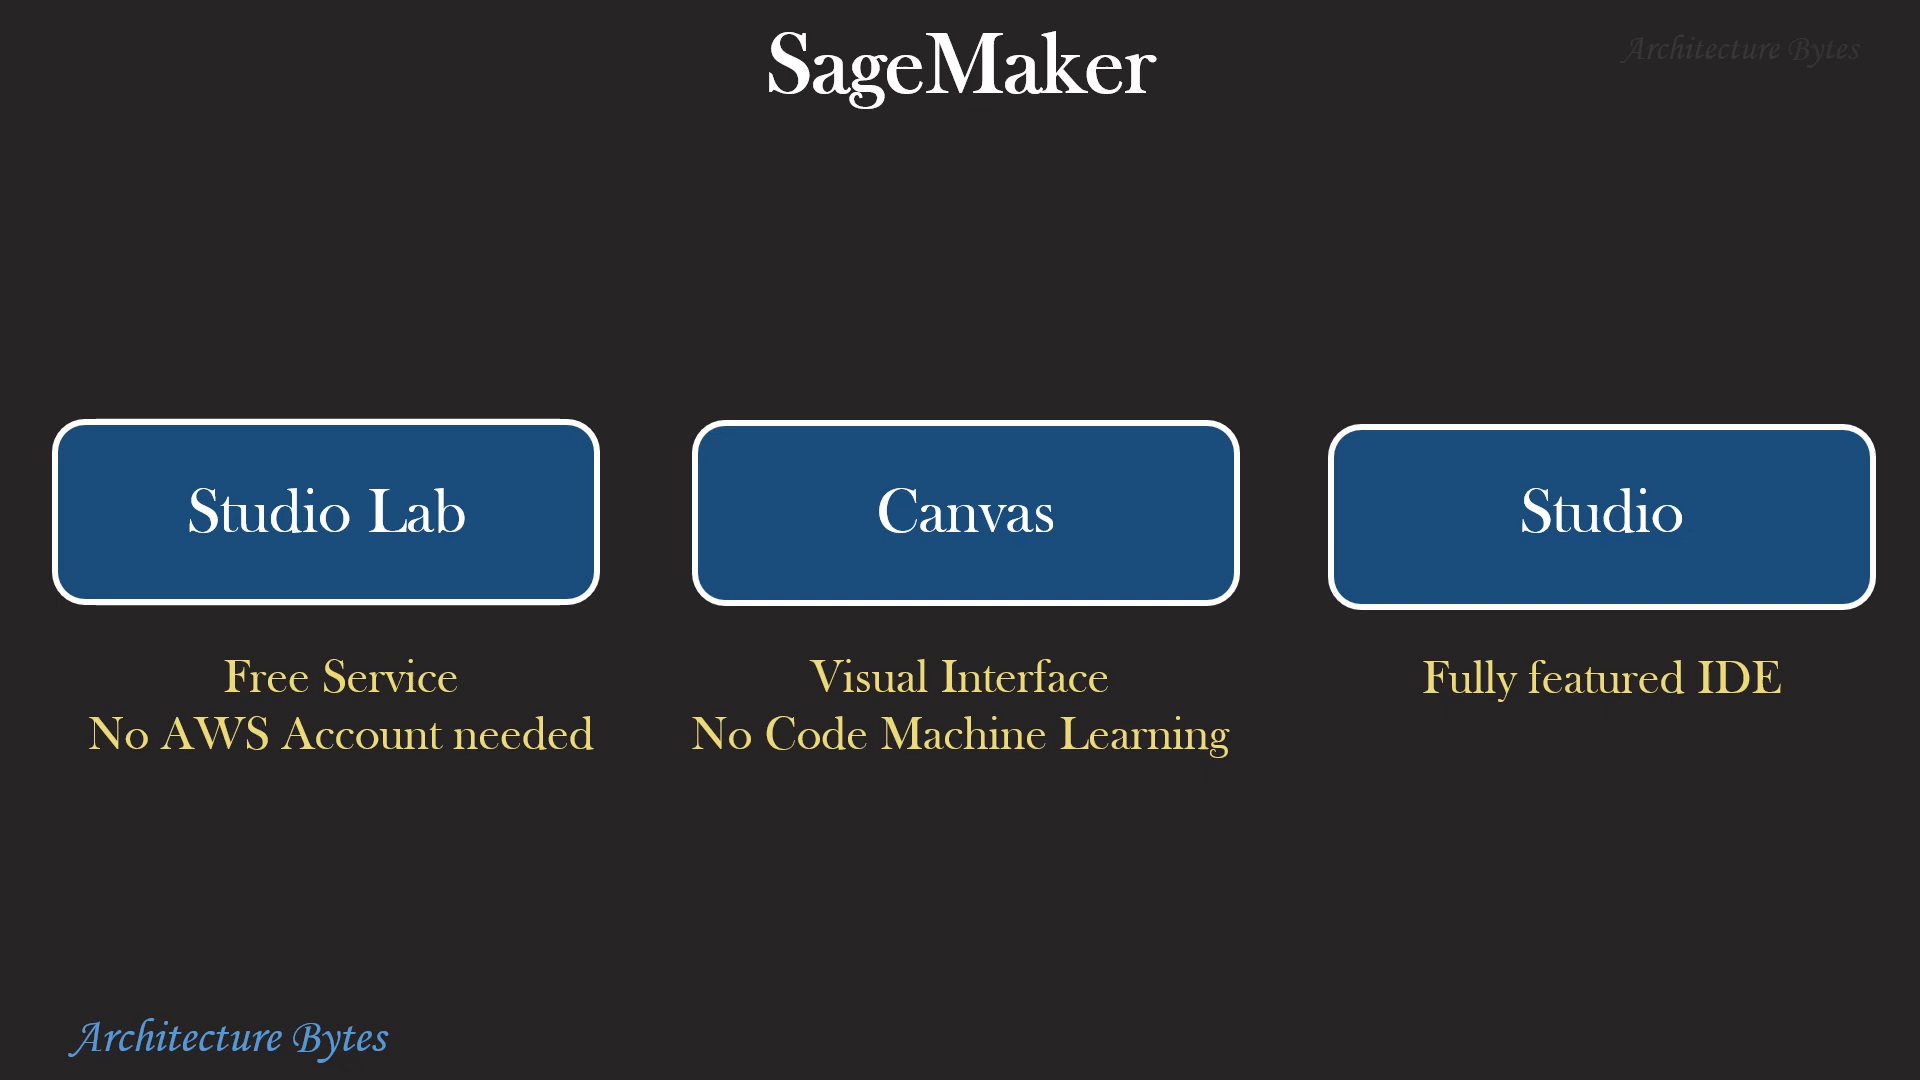 SageMaker
Architecture Bytes
Studio Lab
Canvas
Studio
Free Service
No AWS Account needed
Visual Interface
No Code Machine Learning
Fully featured IDE
Architecture Bytes